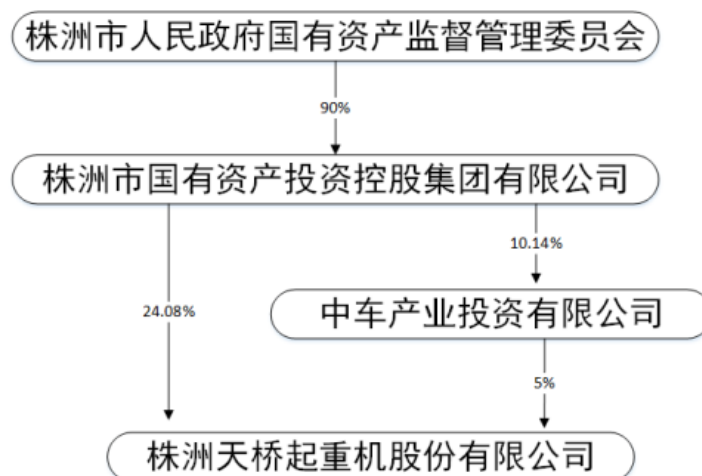 株洲市人民政府国有资产监督管理委员会
90%
株洲市国有资产投资控股集团有限公司
10.14%
24.08%
中车产业投资有限公司
5%
株洲天桥起重机股份有限公司